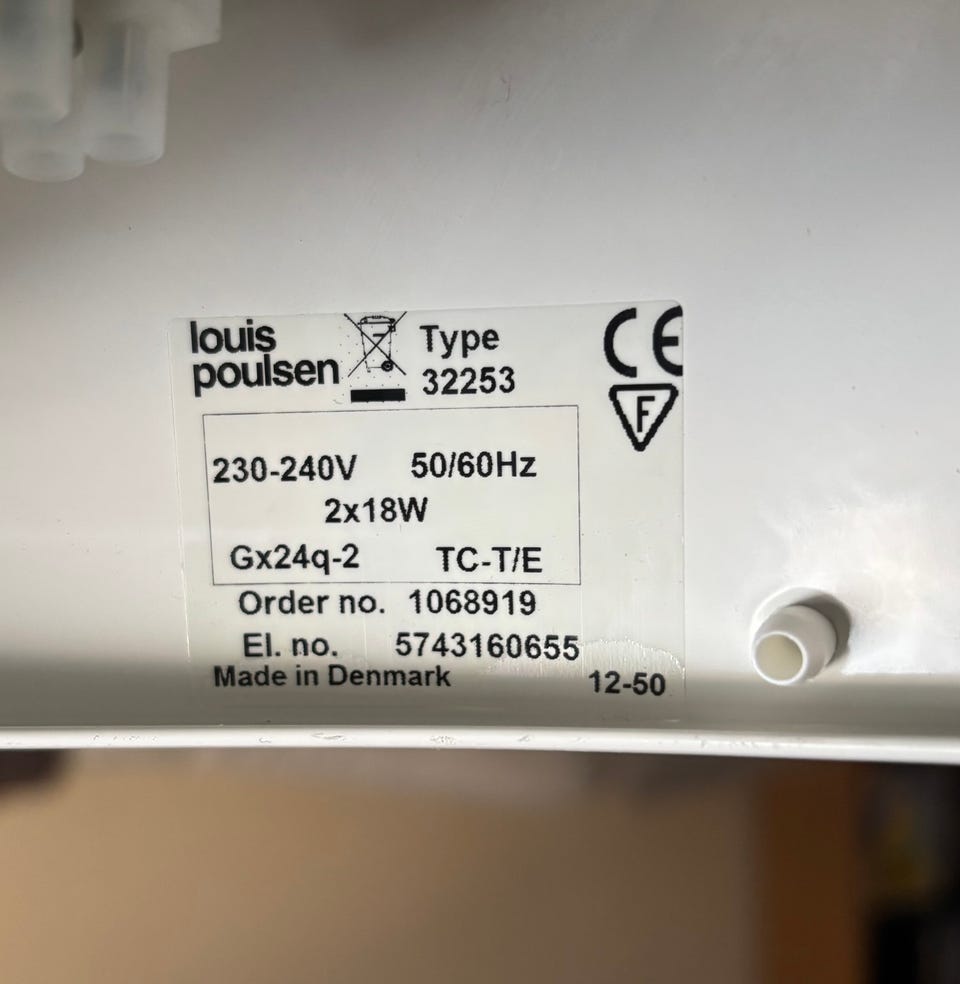 louis
poulsen
Type
32253
CE
F
230-240V 50/60Hz
2x18W
Gx24q-2 TC-T/E
Order no. 1068919
El. no. 5743160655
Made in Denmark 12-50